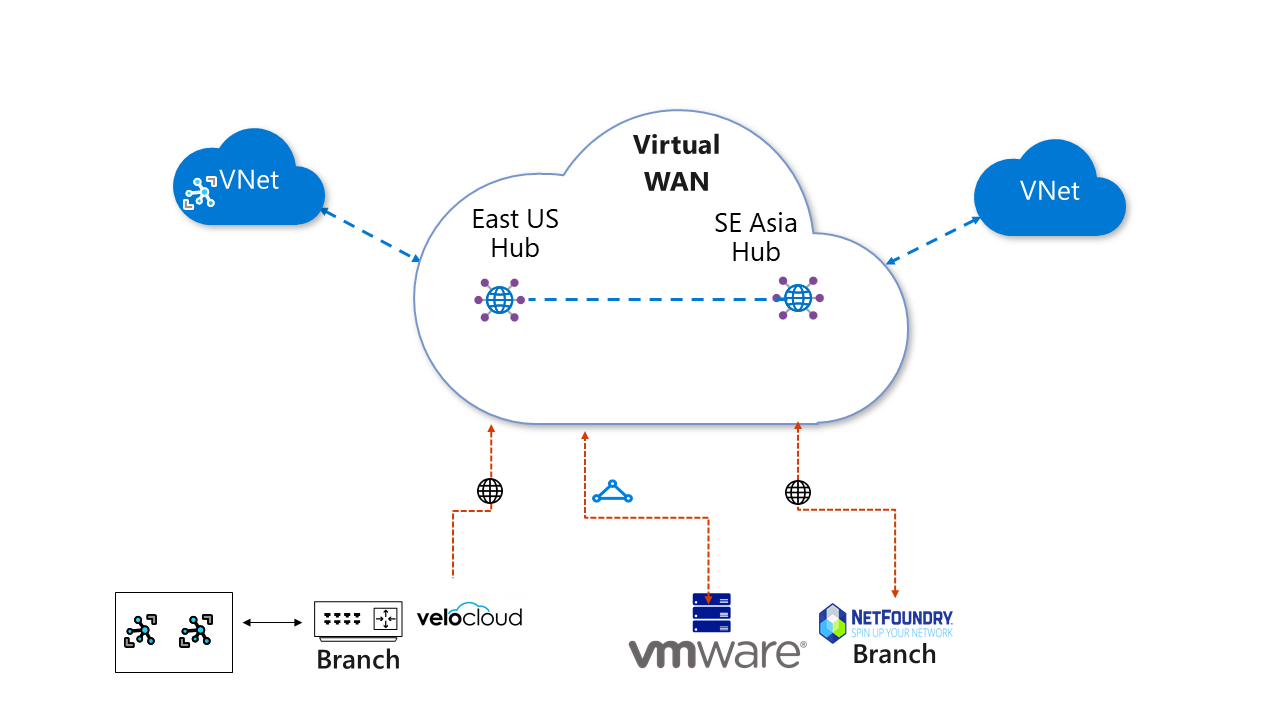 Virtual
WAN
VNet
VNet
East US
Hub
SE Asia
Hub
velocloud
Branch
vmware®
NETFOUNDRY
SPIN UP YOUR NETWORK
Branch